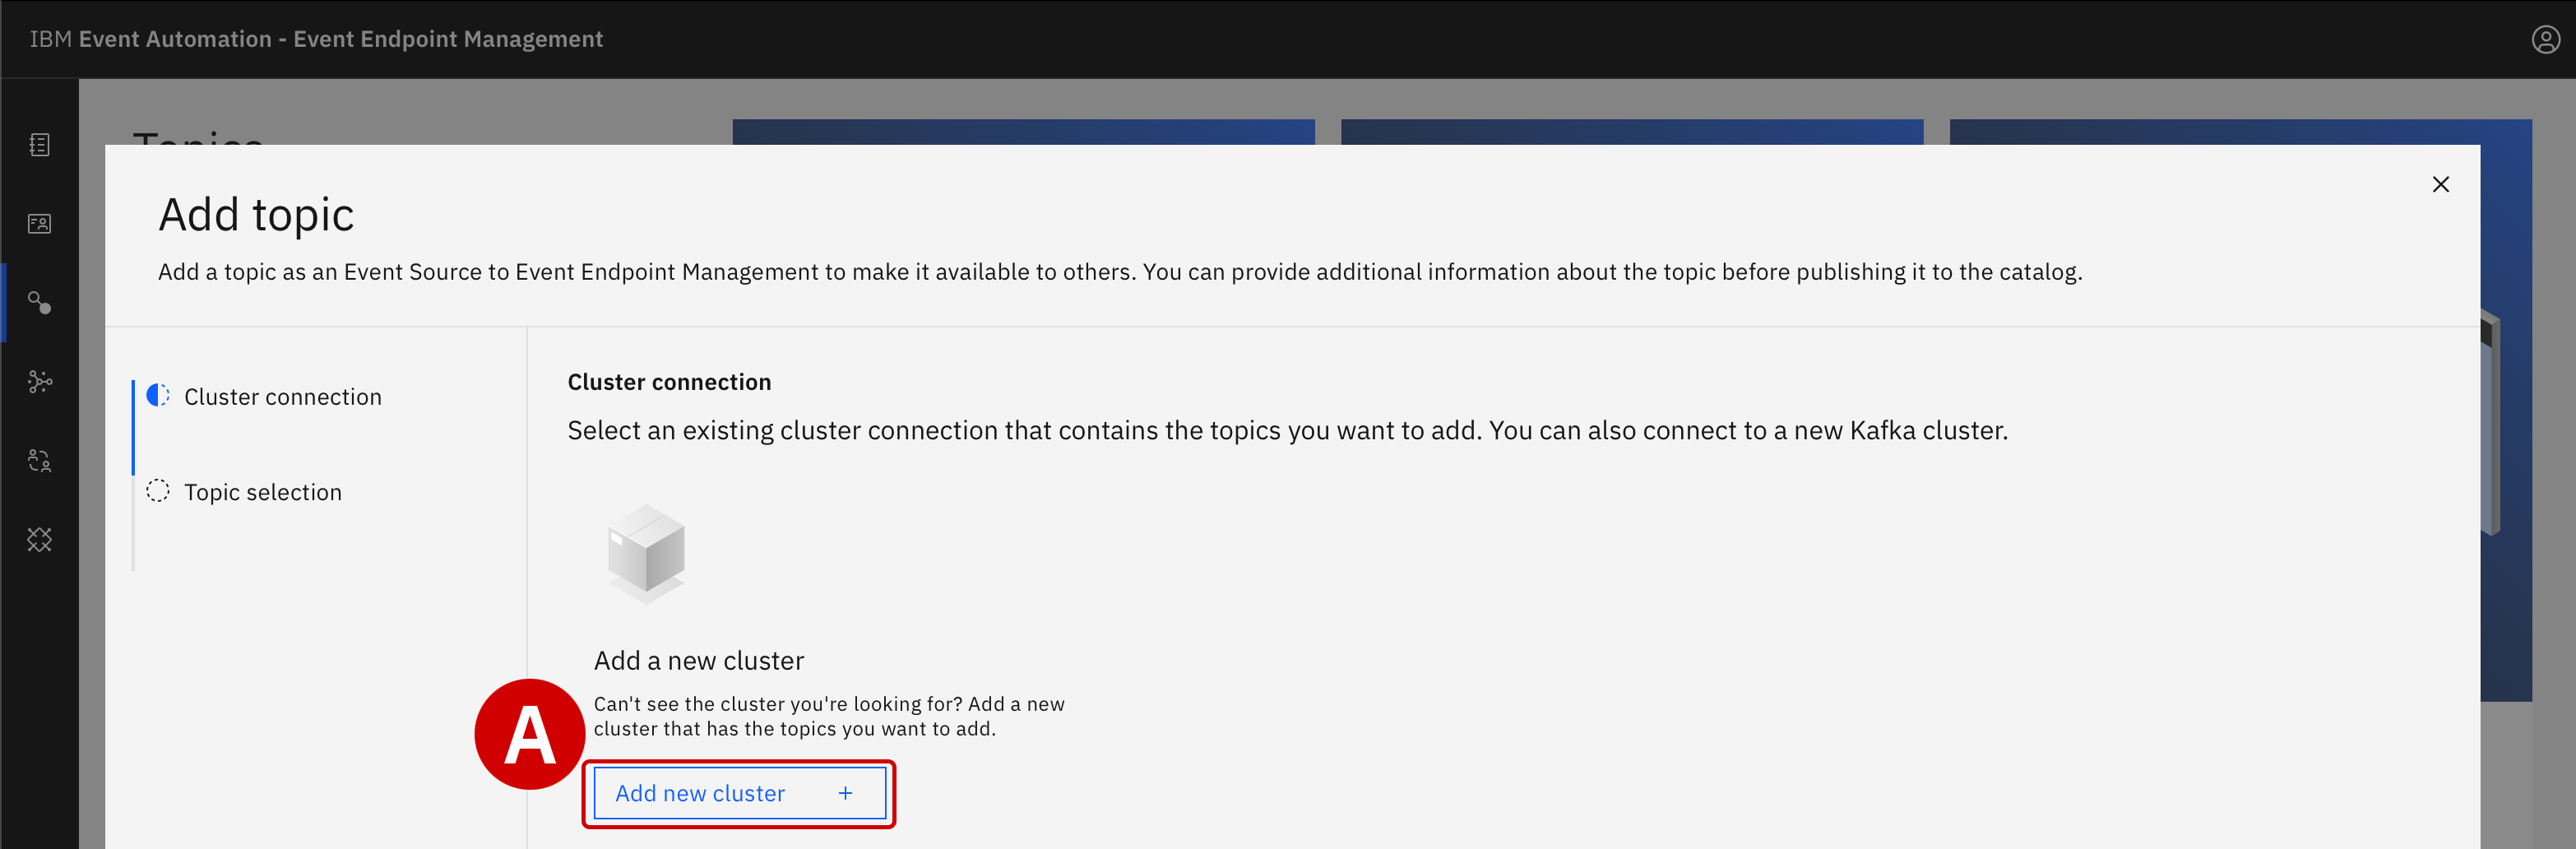 IBM Event Automation - Event Endpoint Management
Topics
Add topic
Add a topic as an Event Source to Event Endpoint Management to make it available to others. You can provide additional information about the topic before publishing it to the catalog.
Cluster connection
Topic selection
Cluster connection
Select an existing cluster connection that contains the topics you want to add. You can also connect to a new Kafka cluster.
Add a new cluster
Can't see the cluster you're looking for? Add a new
cluster that has the topics you want to add.
A
Add new cluster +